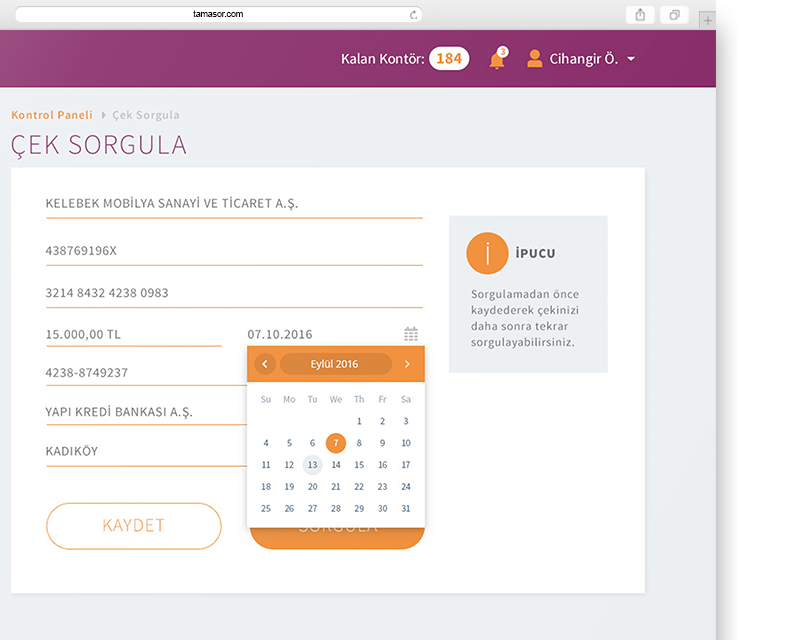 tamasor.com
Kalan Kontör: 184
3
Cihangir Ö.
Kontrol Paneli Çek Sorgula
ÇEK SORGULA
KELEBEK MOBİLYA SANAYİ VE TİCARET A.Ş.
438769196X
3214 8432 4238 0983
15.000,00 TL
07.10.2016
4238-8749237
YAPI KREDİ BANKASI A.Ş.
KADIKÖY
Eylül 2016
Su Mo Tu We Th Fr Sa
1 2 3
4 5 6 7 8 9 10
11 12 13 14 15 16 17
18 19 20 21 22 23 24
25 26 27 28 29 30 31
KAYDET
SORGULA
İ İPUCU
Sorgulamadan önce
kaydederek çekinizi
daha sonra tekrar
sorgulayabilirsiniz.